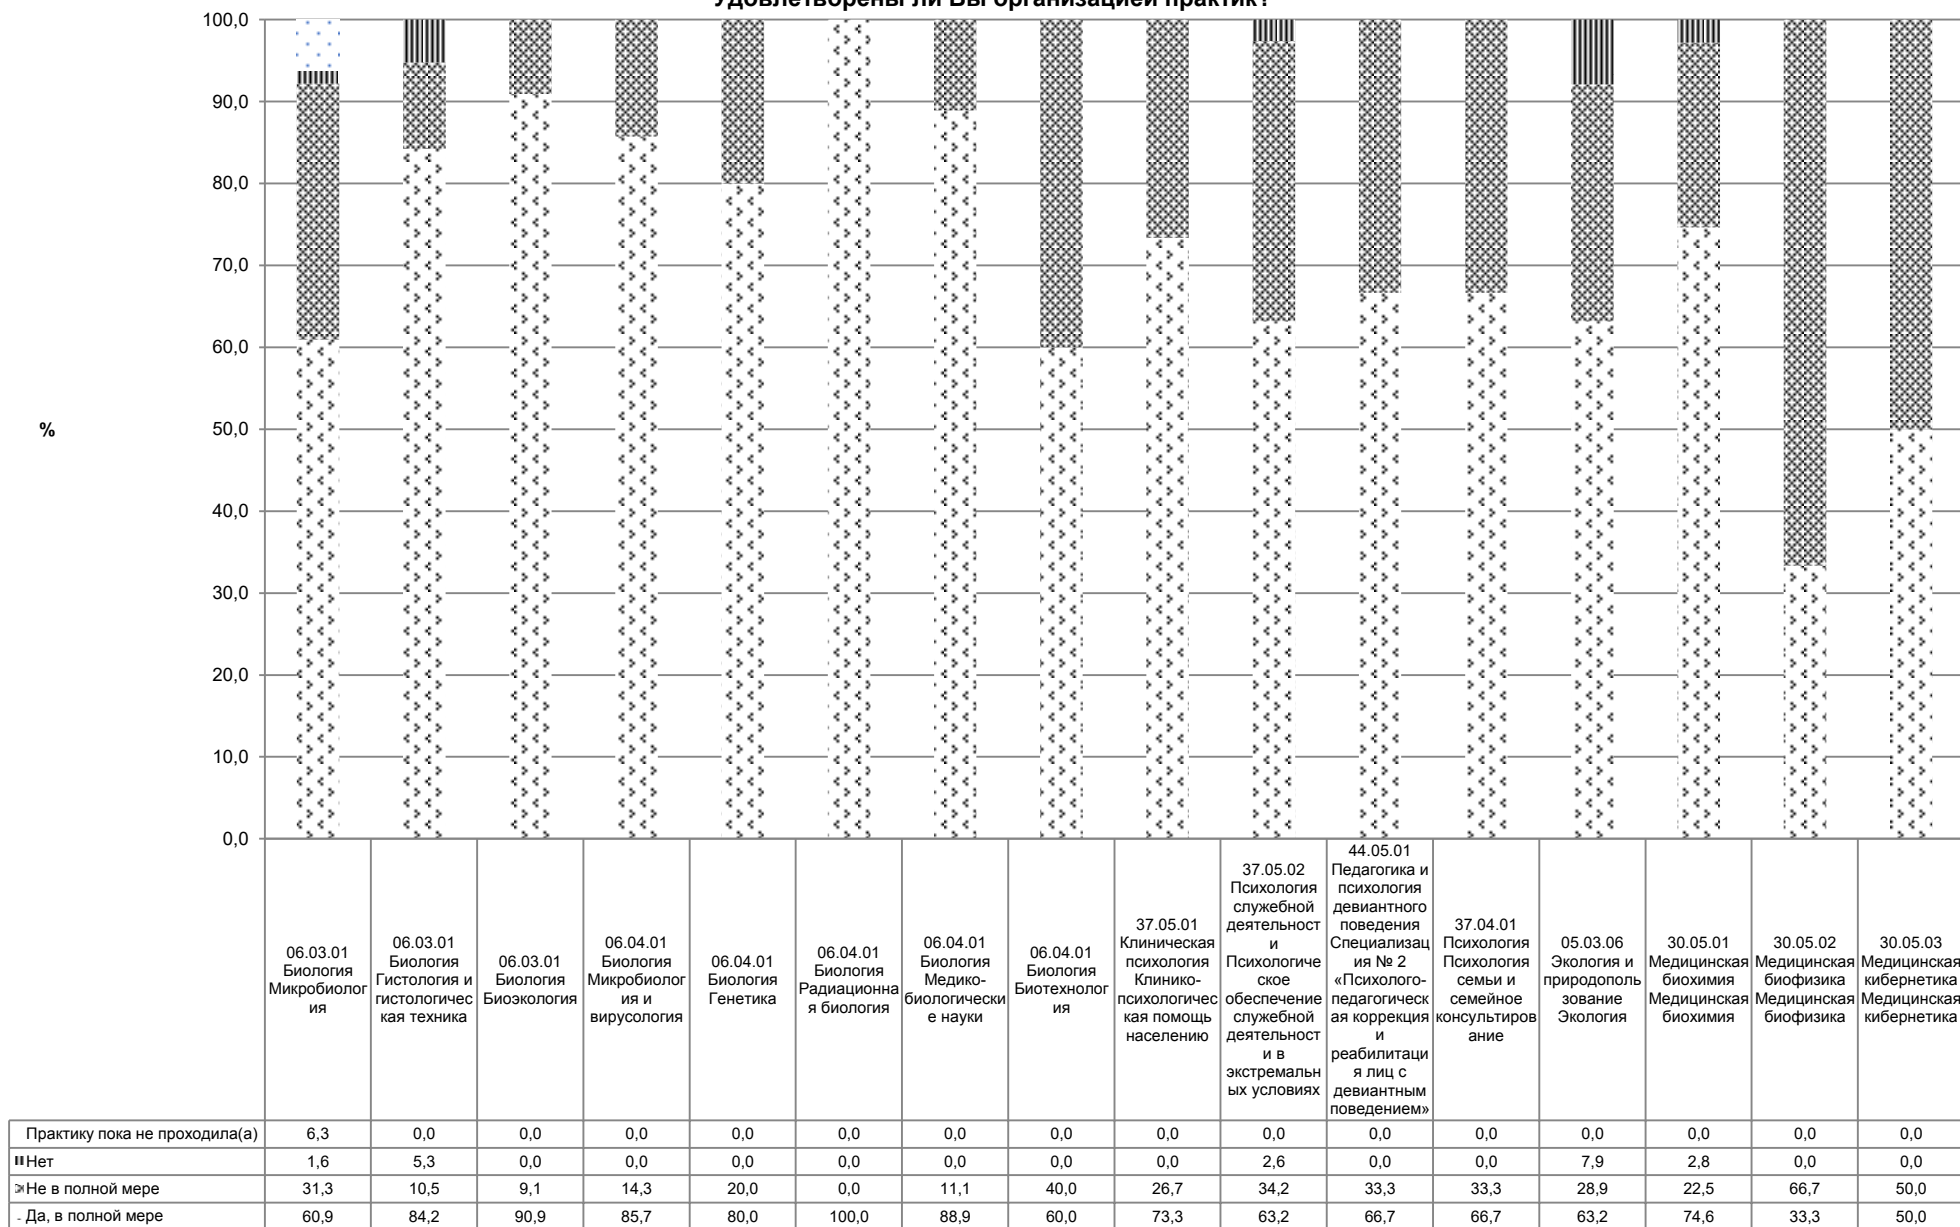 Удовлетворены ли Вы организацией практик?
100,0
90,0
80,0
70,0
60,0
50,0
40,0
30,0
20,0
10,0
0,0
%
06.03.01
Биология
Микробиолог
ия
06.03.01
Биология
Гистология и
гистологичес
кая техника
06.03.01
Биология
Биоэкология
06.04.01
Биология
Микробиолог
ия и
вирусология
06.04.01
Биология
Генетика
06.04.01
Биология
Радиационна
я биология
06.04.01
Биология
Медико-
биологически
е науки
06.04.01
Биология
Биотехнолог
ия
37.05.01
Клиническая
психология
Клинико-
психологичес
кая помощь
населению
37.05.02
Психология
служебной
деятельност
и
Психологиче
ское
обеспечение
служебной
деятельност
и в
экстремальн
ых условиях
44.05.01
Педагогика и
психология
девиантного
поведения
Специализац
ия № 2
«Психолого-
педагогическ
ая коррекция
и
реабилитаци
я лиц с
девиантным
поведением»
37.04.01
Психология
Психология
семьи и
семейное
консультиров
ание
05.03.06
Экология и
природополь
зование
Экология
30.05.01
Медицинская
биохимия
Медицинская
биохимия
30.05.02
Медицинская
биофизика
Медицинская
биофизика
30.05.03
Медицинская
кибернетика
Медицинская
кибернетика
Практику пока не проходила(а) 6,3 0,0 0,0 0,0 0,0 0,0 0,0 0,0 0,0 0,0 0,0 0,0 0,0 0,0 0,0 0,0
Нет 1,6 5,3 0,0 0,0 0,0 0,0 0,0 0,0 0,0 2,6 0,0 0,0 7,9 2,8 0,0 0,0
Не в полной мере 31,3 10,5 9,1 14,3 20,0 0,0 11,1 40,0 26,7 34,2 33,3 33,3 28,9 22,5 66,7 50,0
Да, в полной мере 60,9 84,2 90,9 85,7 80,0 100,0 88,9 60,0 73,3 63,2 66,7 66,7 63,2 74,6 33,3 50,0